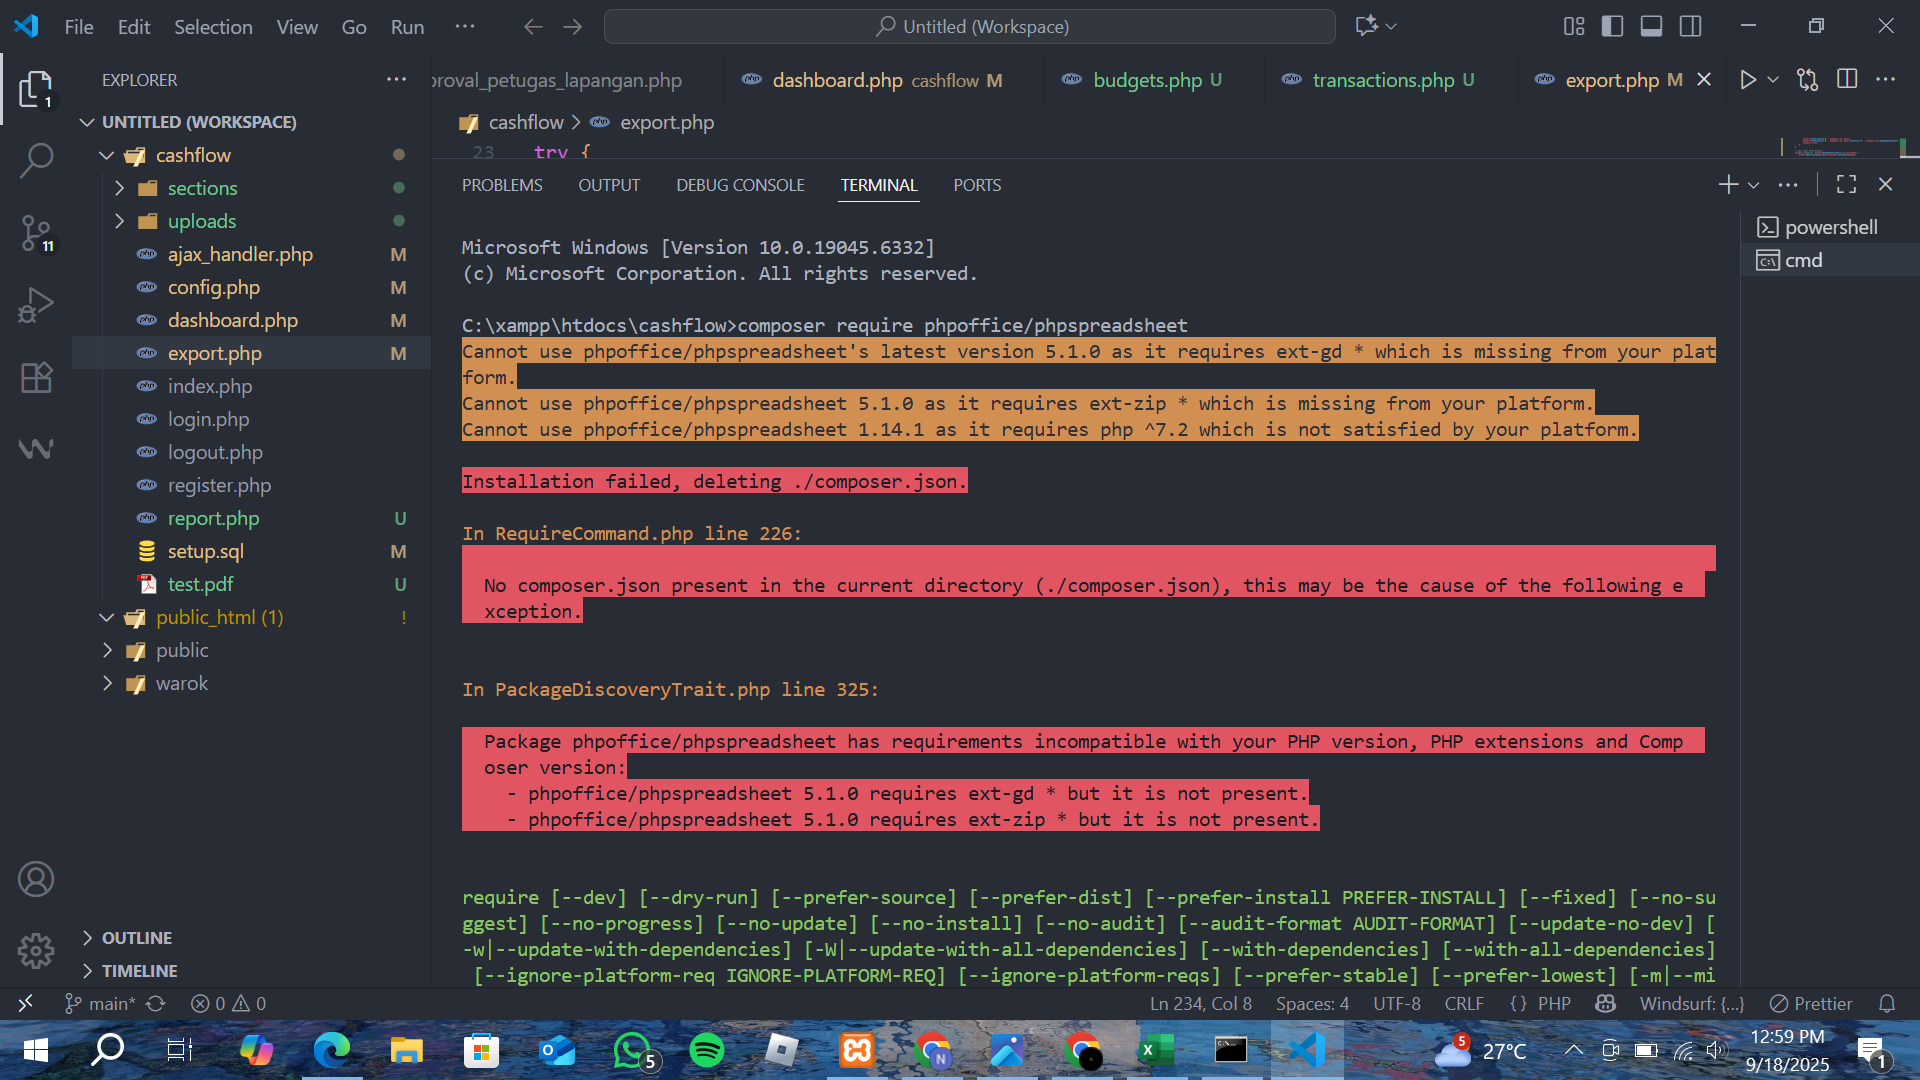 File Edit Selection View Go Run ···
Untitled (Workspace)
EXPLORER
proval_petugas_lapangan.php
dashboard.php cashflow M
budgets.php U
transactions.php U
export.php M
UNTITLED (WORKSPACE)
cashflow
sections
uploads
ajax_handler.php M
config.php M
dashboard.php M
export.php M
index.php
login.php
logout.php
register.php
report.php U
setup.sql M
test.pdf U
public_html (1) !
public
warok
OUTLINE
TIMELINE
1
11
cashflow > export.php
23 try {
PROBLEMS OUTPUT DEBUG CONSOLE TERMINAL PORTS
powershell
cmd
Microsoft Windows [Version 10.0.19045.6332]
(c) Microsoft Corporation. All rights reserved.
C:\xampp\htdocs\cashflow>composer require phpoffice/phpspreadsheet
Cannot use phpoffice/phpspreadsheet's latest version 5.1.0 as it requires ext-gd * which is missing from your plat
form.
Cannot use phpoffice/phpspreadsheet 5.1.0 as it requires ext-zip * which is missing from your platform.
Cannot use phpoffice/phpspreadsheet 1.14.1 as it requires php ^7.2 which is not satisfied by your platform.
Installation failed, deleting ./composer.json.
In RequireCommand.php line 226:
No composer.json present in the current directory (./composer.json), this may be the cause of the following e
xception.
In PackageDiscoveryTrait.php line 325:
Package phpoffice/phpspreadsheet has requirements incompatible with your PHP version, PHP extensions and Comp
oser version:
- phpoffice/phpspreadsheet 5.1.0 requires ext-gd * but it is not present.
- phpoffice/phpspreadsheet 5.1.0 requires ext-zip * but it is not present.
require [--dev] [--dry-run] [--prefer-source] [--prefer-dist] [--prefer-install PREFER-INSTALL] [--fixed] [--no-su
ggest] [--no-progress] [--no-update] [--no-install] [--no-audit] [--audit-format AUDIT-FORMAT] [--update-no-dev] [
-w|--update-with-dependencies] [-W|--update-with-all-dependencies] [--with-dependencies] [--with-all-dependencies]
[--ignore-platform-req IGNORE-PLATFORM-REQ] [--ignore-platform-reqs] [--prefer-stable] [--prefer-lowest] [-m|--mi
main* 0 0
Ln 234, Col 8 Spaces: 4 UTF-8 CRLF {} PHP Windsurf: {...} Prettier
5
N
5 27°C
12:59 PM
9/18/2025
1